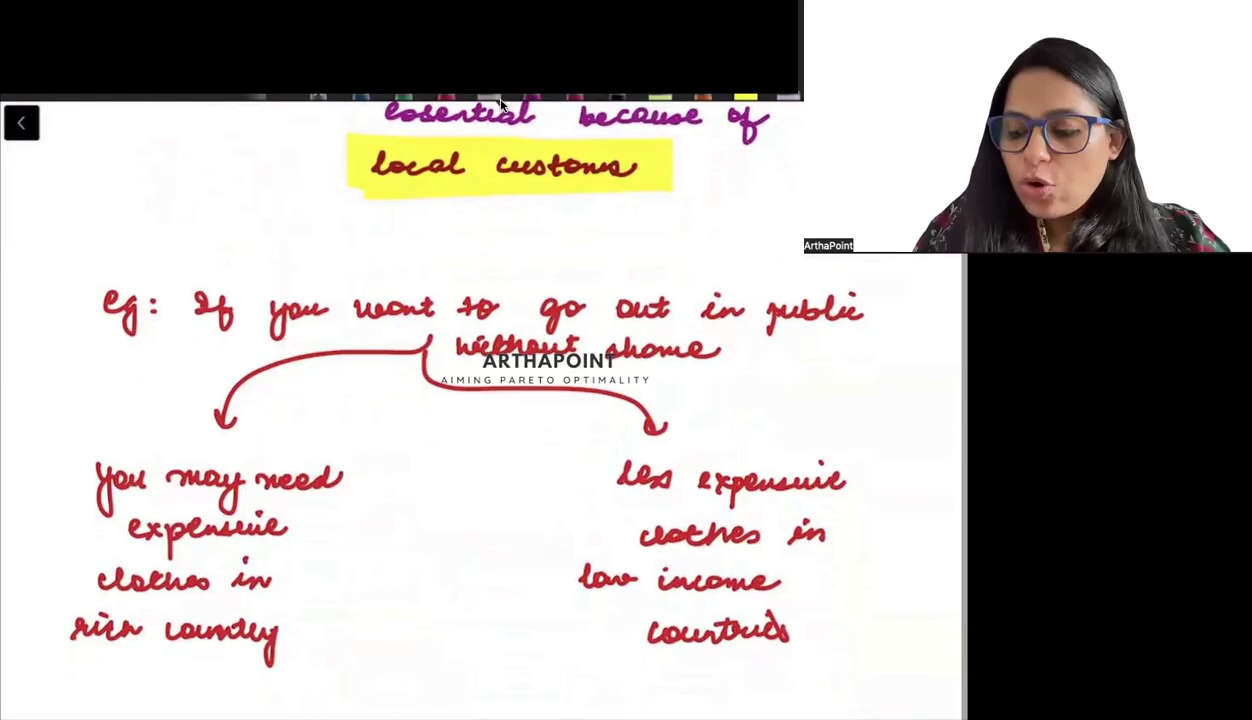 essential because of
local customs
ArthaPoint
eg: If you want to go out in public
without shame
ARTHAPOINT
AIMING PARETO OPTIMALITY
you may need
expensive
clothes in
rich country
less expensive
clothes in
low income
countries